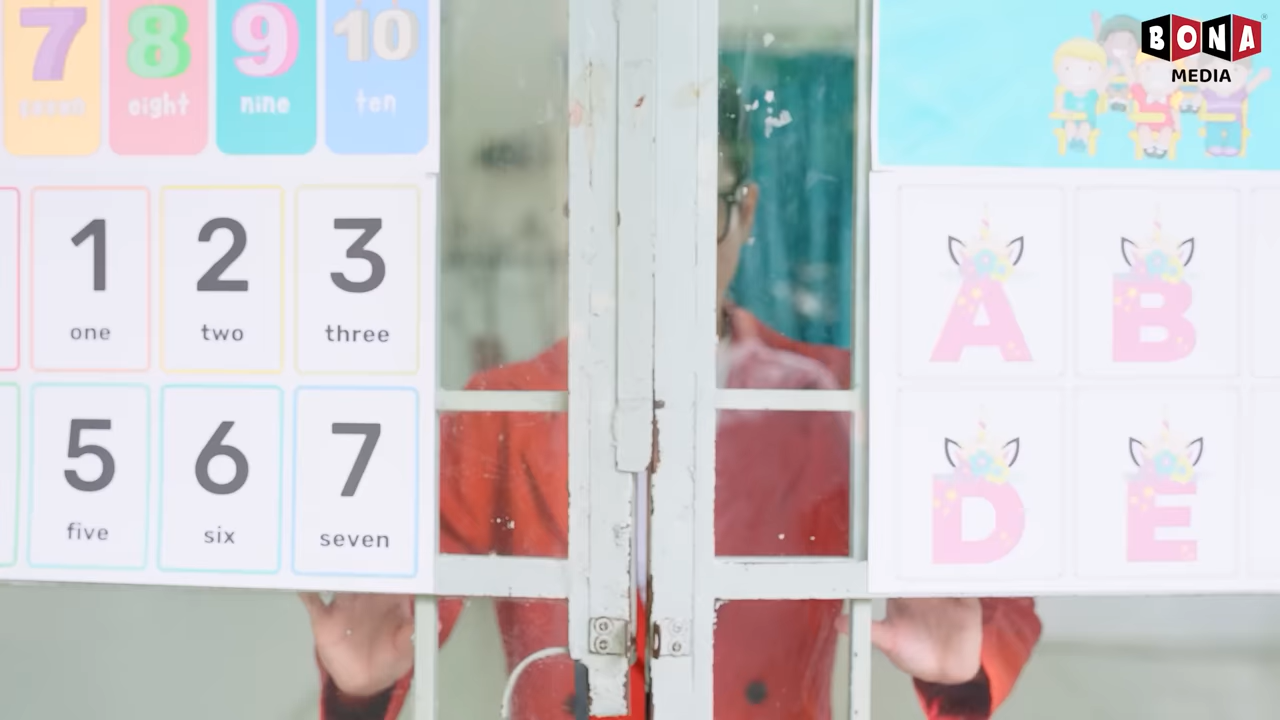 7 8 9 10
seven eight nine ten
1 2 3
one two three
5 6 7
five six seven
BONA
MEDIA
A B
D E